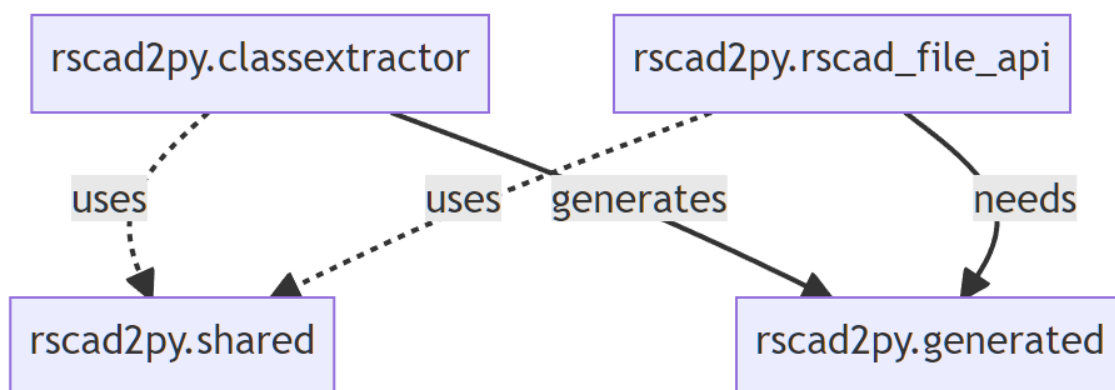 rscad2py.classextractor
rscad2py.rscad_file_api
uses
uses
generates
needs
rscad2py.shared
rscad2py.generated